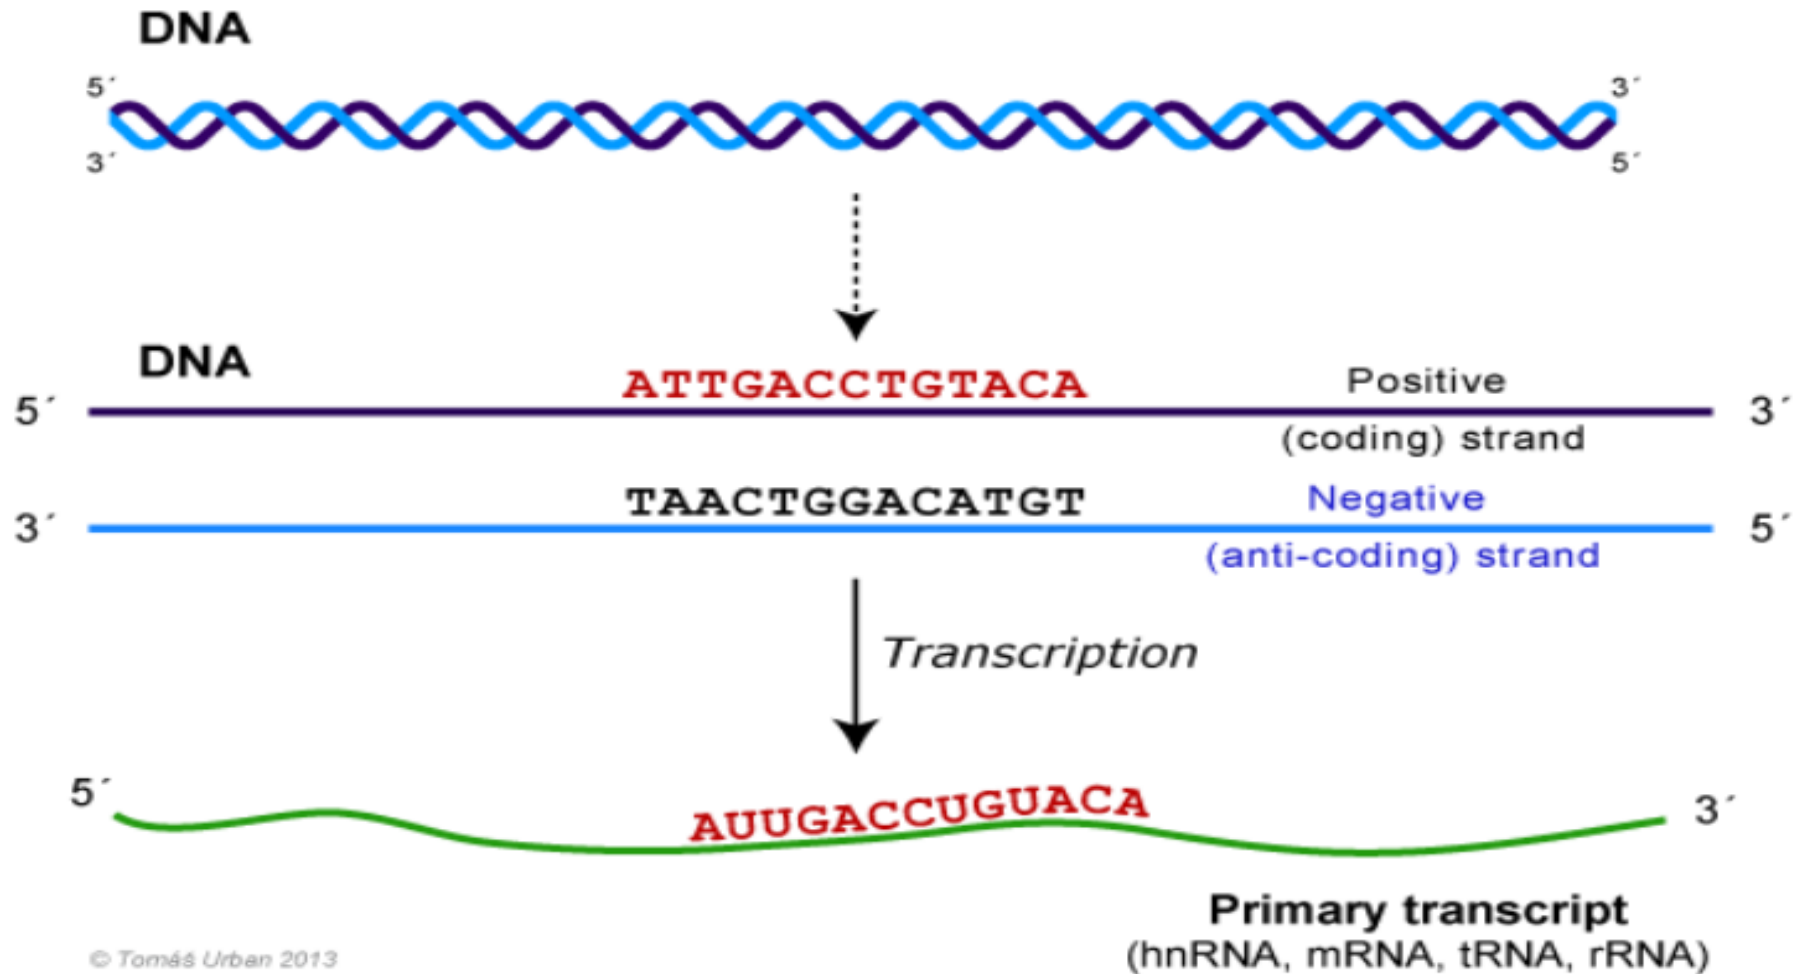 DNA
5´ 3´
3´ 5´
DNA
ATTGACCTGTACA Positive
5´ 3´
(coding) strand
TAACTGGACATGT Negative
3´ 5´
(anti-coding) strand
Transcription
5´ AUUGACCUGUACA 3´
Primary transcript
(hnRNA, mRNA, tRNA, rRNA)
© Tomáš Urban 2013